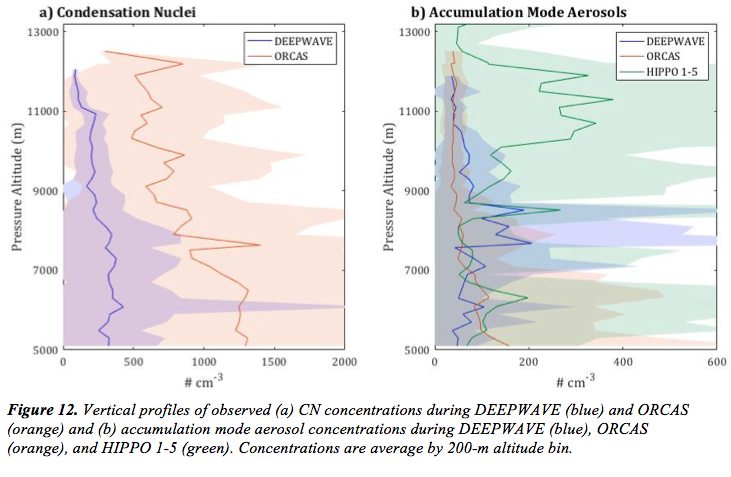 a) Condensation Nuclei
b) Accumulation Mode Aerosols
13000
11000
9000
7000
5000
Pressure Altitude (m)
DEEPWAVE
ORCAS
0
500
1000
1500
2000
# cm-3
13000
11000
9000
7000
5000
Pressure Altitude (m)
DEEPWAVE
ORCAS
HIPPO 1-5
0
200
400
600
# cm-3
Figure 12. Vertical profiles of observed (a) CN concentrations during DEEPWAVE (blue) and ORCAS
(orange) and (b) accumulation mode aerosol concentrations during DEEPWAVE (blue), ORCAS
(orange), and HIPPO 1-5 (green). Concentrations are average by 200-m altitude bin.